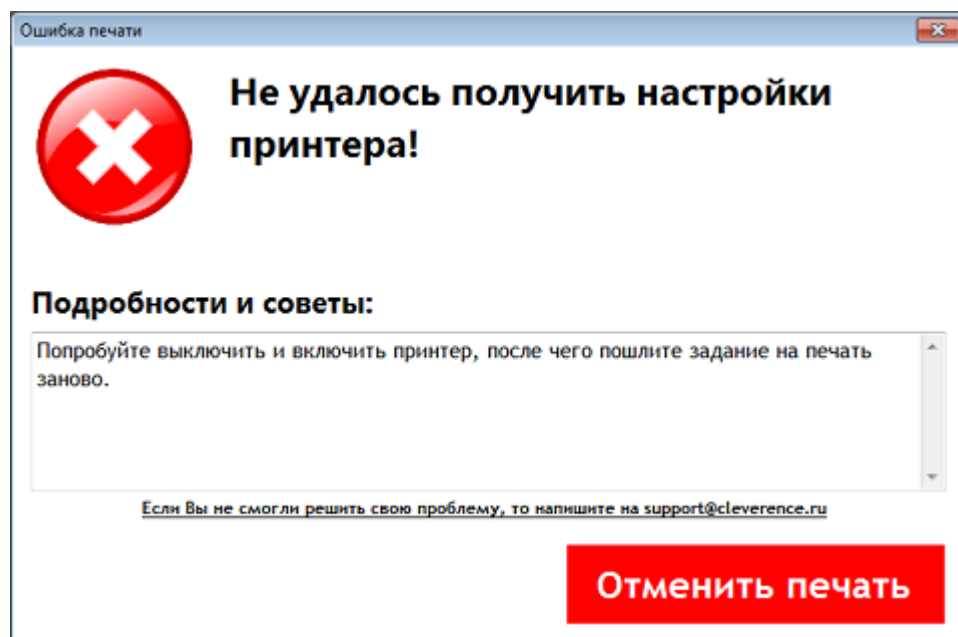 Ошибка печати
Не удалось получить настройки
принтера!
Подробности и советы:
Попробуйте выключить и включить принтер, после чего пошлите задание на печать
заново.
Если Вы не смогли решить свою проблему, то напишите на support@cleverence.ru
Отменить печать